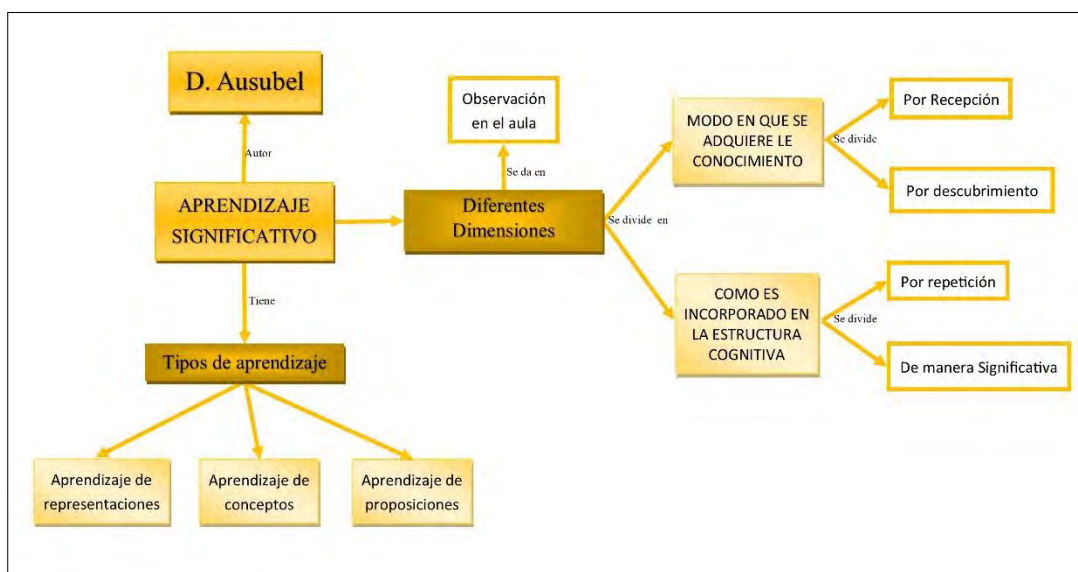 D. Ausubel
Autor
APRENDIZAJE
SIGNIFICATIVO
Tiene
Tipos de aprendizaje
Aprendizaje de
representaciones
Aprendizaje de
conceptos
Aprendizaje de
proposiciones
Observación
en el aula
Se da en
Diferentes
Dimensiones
Se divide en
MODO EN QUE SE
ADQUIERE LE
CONOCIMIENTO
Se divide
Por Recepción
Por descubrimiento
COMO ES
INCORPORADO EN
LA ESTRUCTURA
COGNITIVA
Se divide
Por repetición
De manera Significativa